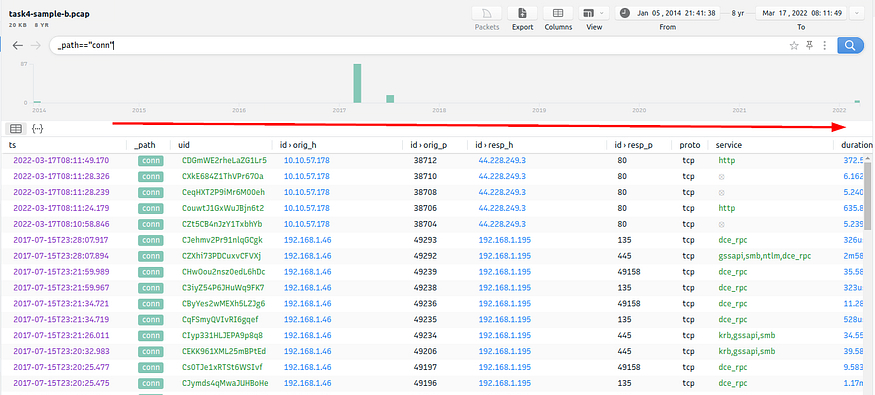 task4-sample-b.pcap
20 KB 8 YR
Packets Export Columns View
Jan 05 , 2014 21:41:38 8 yr Mar 17 , 2022 08:11:49
From To
_path=="conn"
87
0
2014 2015 2016 2017 2018 2019 2020 2021 2022
ts _path uid id › orig_h id › orig_p id › resp_h id › resp_p proto service duration
2022-03-17T08:11:49.170 conn CDGmWE2rheLaZG1Lr5 10.10.57.178 38712 44.228.249.3 80 tcp http 372.5
2022-03-17T08:11:28.328 conn CXkE684Z1ThVPr67Oa 10.10.57.178 38710 44.228.249.3 80 tcp 6.162
2022-03-17T08:11:28.239 conn CeqHXT2P9iMr6M00eh 10.10.57.178 38708 44.228.249.3 80 tcp 5.240
2022-03-17T08:11:24.179 conn CouwtJ1GxWuJBjn6t2 10.10.57.178 38706 44.228.249.3 80 tcp http 635.8
2022-03-17T08:10:58.846 conn CZt5CB4nJzY1TxbhYb 10.10.57.178 38704 44.228.249.3 80 tcp 5.239
2017-07-15T23:28:07.917 conn CJehmv2Pr91nlqGCgk 192.168.1.46 49293 192.168.1.195 135 tcp dce_rpc 326u
2017-07-15T23:28:07.894 conn CZXhi73PDCuxvCFVXj 192.168.1.46 49292 192.168.1.195 445 tcp gssapi,smb,ntlm,dce_rpc 2m58
2017-07-15T23:21:59.989 conn CHwOou2nsz0edL6hDc 192.168.1.46 49239 192.168.1.195 49158 tcp dce_rpc 35.58
2017-07-15T23:21:59.967 conn C3iyZ54P6JHuWq9FK7 192.168.1.46 49238 192.168.1.195 135 tcp dce_rpc 323u
2017-07-15T23:21:34.721 conn CByYes2wMEXh5LZJg6 192.168.1.46 49236 192.168.1.195 49158 tcp dce_rpc 11.28
2017-07-15T23:21:34.714 conn CqFSmyQVIvRI6gqef 192.168.1.46 49235 192.168.1.195 135 tcp dce_rpc 528u
2017-07-15T23:21:26.011 conn CIyp331HLJEPA9p8q8 192.168.1.46 49234 192.168.1.195 445 tcp krb,gssapi,smb 34.55
2017-07-15T23:20:32.983 conn CEKK961XML25mBPtEd 192.168.1.46 49206 192.168.1.195 445 tcp krb,gssapi,smb 39.58
2017-07-15T23:20:25.477 conn CsOTJe1xRTSt6WSIvf 192.168.1.46 49197 192.168.1.195 49158 tcp dce_rpc 9.583
2017-07-15T23:20:25.475 conn CJymds4qMwaJUHBoHe 192.168.1.46 49196 192.168.1.195 135 tcp dce_rpc 1.17m